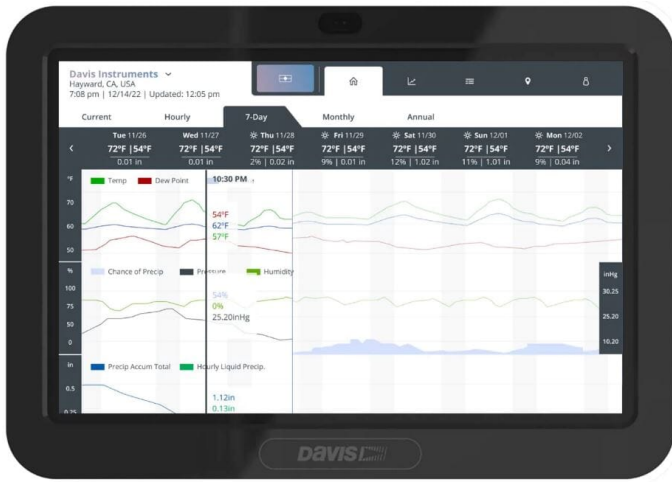 Davis Instruments
Hayward, CA, USA
7:08 pm | 12/14/22 | Updated: 12:05 pm
Current Hourly 7-Day Monthly Annual
Tue 11/26 Wed 11/27 Thu 11/28 Fri 11/29 Sat 11/30 Sun 12/01 Mon 12/02
72°F |54°F 72°F |54°F 72°F |54°F 72°F |54°F 72°F |54°F 72°F |54°F 72°F |54°F
0.01 in 0.01 in 2% | 0.02 in 9% | 0.01 in 12% | 1.02 in 11% | 1.01 in 9% | 0.04 in
°F Temp Dew Point 10:30 PM
70
54°F
60 62°F
57°F
50
% Chance of Precip Pressure Humidity inHg
100 54% 30.25
75 0%
50 25.20inHg 25.20
0 10.20
in Precip Accum Total Hourly Liquid Precip.
0.5 1.12in
0.25 0.13in
DAVIS